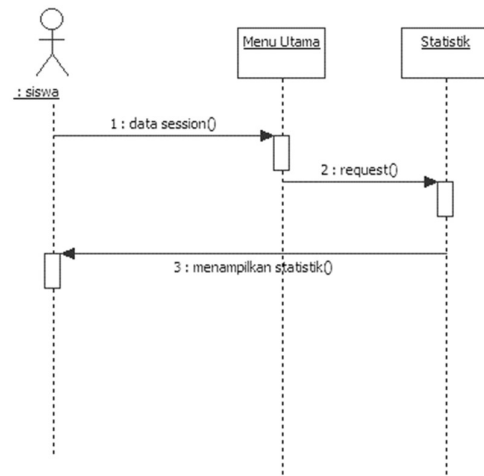 Menu Utama
Statistik
: siswa
1 : data session()
2 : request()
3 : menampilkan statistik()